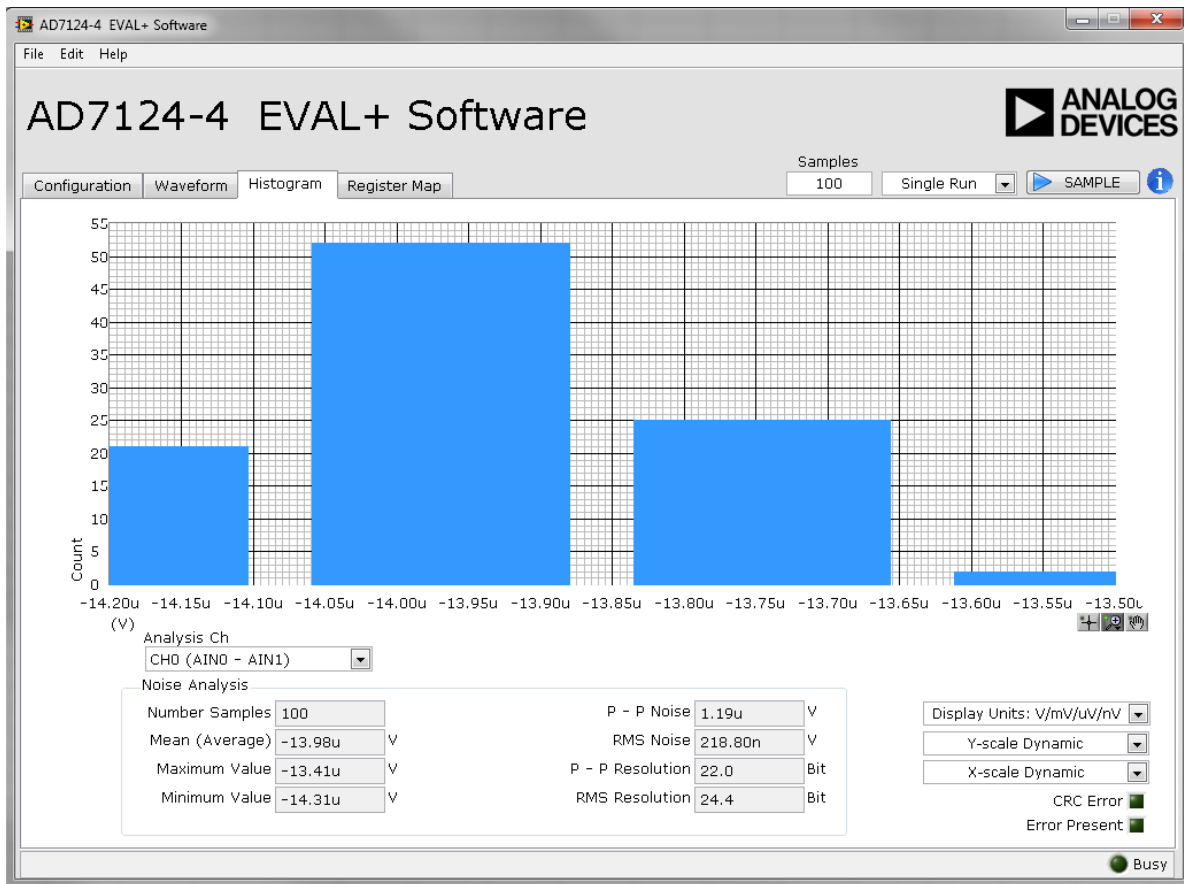 AD7124-4 EVAL+ Software
File Edit Help
AD7124-4 EVAL+ Software
ANALOG
DEVICES
Samples
Configuration Waveform Histogram Register Map 100 Single Run SAMPLE i
55
50
45
40
35
30
25
20
15
10
5
0
Count
-14.20u -14.15u -14.10u -14.05u -14.00u -13.95u -13.90u -13.85u -13.80u -13.75u -13.70u -13.65u -13.60u -13.55u -13.50u
(V)
Analysis Ch
CH0 (AIN0 - AIN1)
Noise Analysis
Number Samples 100
Mean (Average) -13.98u V
Maximum Value -13.41u V
Minimum Value -14.31u V
P - P Noise 1.19u V
RMS Noise 218.80n V
P - P Resolution 22.0 Bit
RMS Resolution 24.4 Bit
Display Units: V/mV/uV/nV
Y-scale Dynamic
X-scale Dynamic
CRC Error
Error Present
Busy